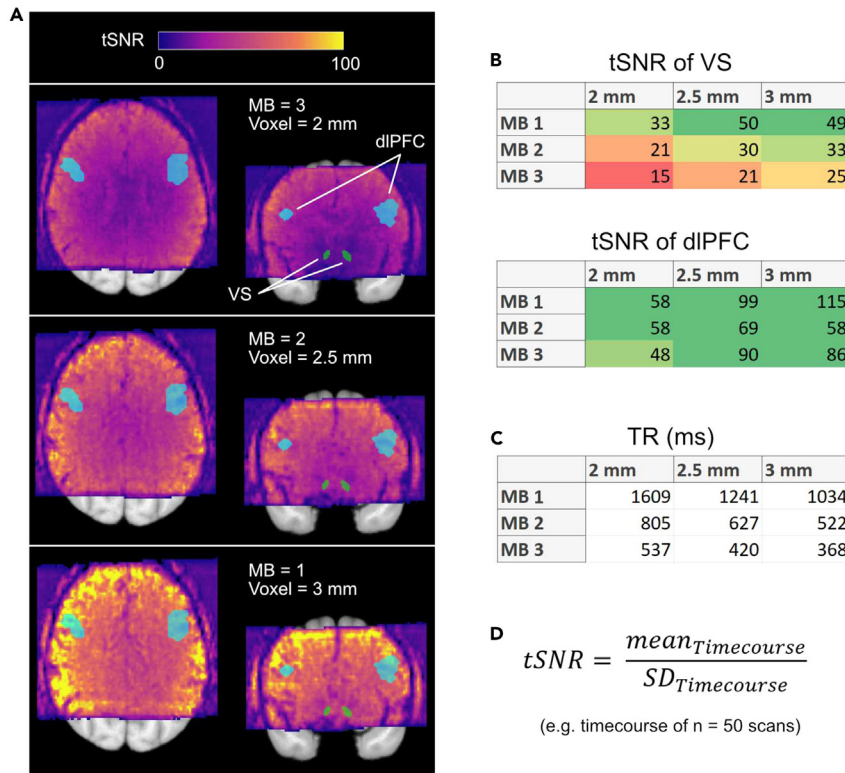 A
tSNR
0
100
MB = 3
Voxel = 2 mm
dlPFC
VS
MB = 2
Voxel = 2.5 mm
MB = 1
Voxel = 3 mm
B
tSNR of VS
2 mm 2.5 mm 3 mm
MB 1 33 50 49
MB 2 21 30 33
MB 3 15 21 25
tSNR of dlPFC
2 mm 2.5 mm 3 mm
MB 1 58 99 115
MB 2 58 69 58
MB 3 48 90 86
C
TR (ms)
2 mm 2.5 mm 3 mm
MB 1 1609 1241 1034
MB 2 805 627 522
MB 3 537 420 368
D
tSNR = mean_Timecourse / SD_Timecourse
(e.g. timecourse of n = 50 scans)